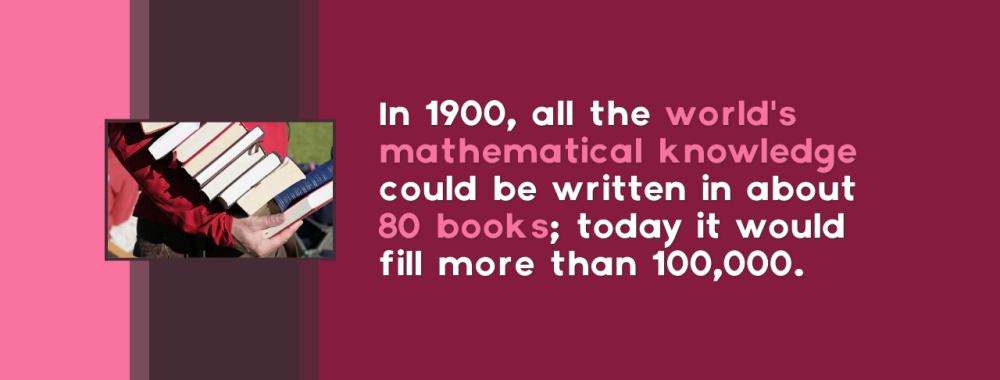 In 1900, all the world's
mathematical knowledge
could be written in about
80 books; today it would
fill more than 100,000.